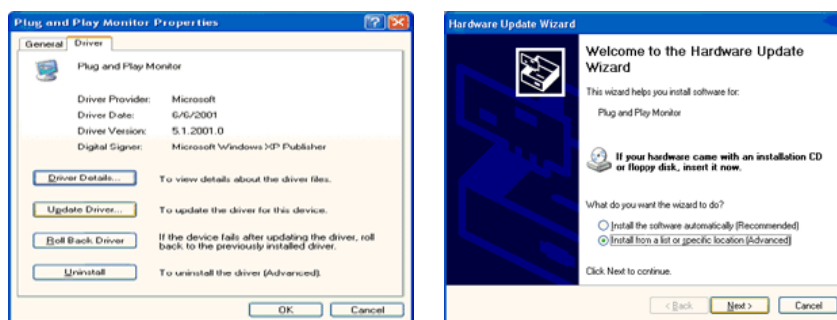 Plug and Play Monitor Properties
General Driver
Plug and Play Monitor
Driver Provider: Microsoft
Driver Date: 6/6/2001
Driver Version: 5.1.2001.0
Digital Signer: Microsoft Windows XP Publisher
Driver Details... To view details about the driver files.
Update Driver... To update the driver for this device.
Roll Back Driver If the device fails after updating the driver, roll
back to the previously installed driver.
Uninstall To uninstall the driver (Advanced).
OK Cancel
Hardware Update Wizard
Welcome to the Hardware Update
Wizard
This wizard helps you install software for:
Plug and Play Monitor
If your hardware came with an installation CD
or floppy disk, insert it now.
What do you want the wizard to do?
Install the software automatically (Recommended)
Install from a list or specific location (Advanced)
Click Next to continue.
< Back Next > Cancel